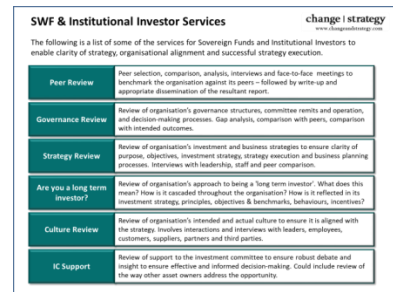 SWF & Institutional Investor Services
change | strategy
www.changeandstrategy.com
The following is a list of some of the services for Sovereign Funds and Institutional Investors to
enable clarity of strategy, organisational alignment and successful strategy execution.
Peer Review
Peer selection, comparison, analysis, interviews and face-to-face meetings to
benchmark the organisation against its peers – followed by write-up and
appropriate dissemination of the resultant report.
Governance Review
Review of organisation's governance structures, committee remits and operation,
and decision-making processes. Gap analysis, comparison with peers, comparison
with intended outcomes.
Strategy Review
Review of organisation's investment and business strategies to ensure clarity of
purpose, objectives, investment strategy, strategy execution and business planning
processes. Interviews with leadership, staff and peer comparison.
Are you a long term
investor?
Review of organisation's approach to being a 'long term investor'. What does this
mean? How is it cascaded throughout the organisation? How is it reflected in its
investment strategy, principles, objectives & benchmarks, behaviours, incentives?
Culture Review
Review of organisation's intended and actual culture to ensure it is aligned with
the strategy. Involves interactions and interviews with leaders, employees,
customers, suppliers, partners and third parties.
IC Support
Review of support to the investment committee to ensure robust debate and
insight to ensure effective and informed decision-making. Could include review of
the way other asset owners address the opportunity.